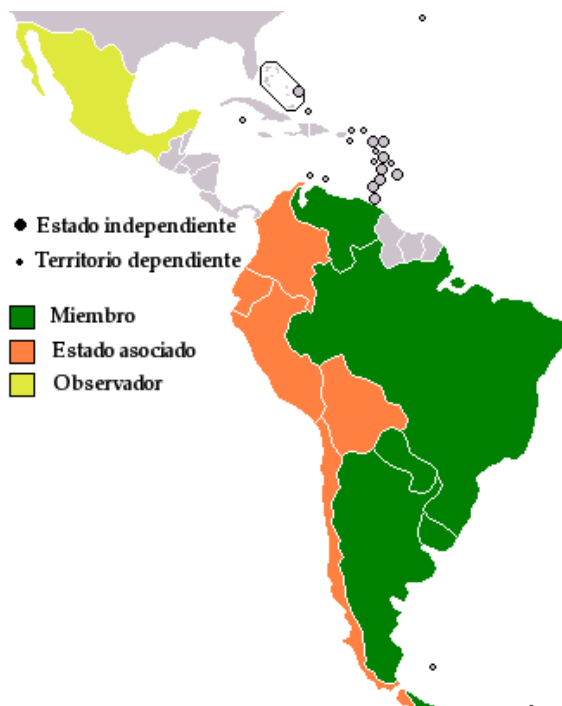 Estado independiente
Territorio dependiente
Miembro
Estado asociado
Observador